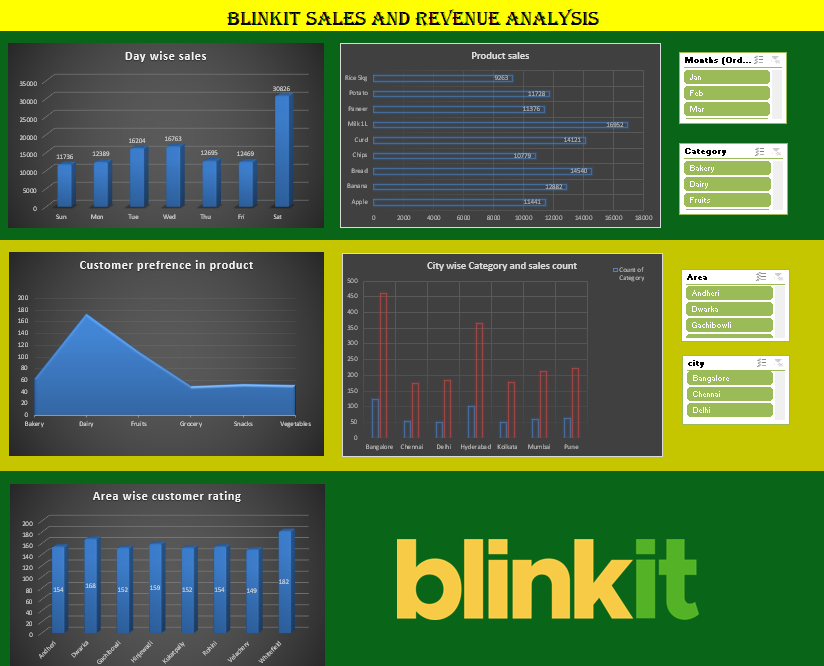 BLINKIT SALES AND REVENUE ANALYSIS
Day wise sales
35000
30000
25000
20000
15000
10000
5000
0
11736
12389
16204
16763
12695
12469
30826
Sun Mon Tue Wed Thu Fri Sat
Product sales
Rice 5kg 9263
Potato 11728
Paneer 11376
Milk 1L 16952
Curd 14121
Chips 10779
Bread 14540
Banana 12882
Apple 11441
0 2000 4000 6000 8000 10000 12000 14000 16000 18000
Months (Ord...
Jan
Feb
Mar
Category
Bakery
Dairy
Fruits
Customer prefrence in product
200
180
160
140
120
100
80
60
40
20
0
Bakery Dairy Fruits Grocery Snacks Vegetables
City wise Category and sales count
Count of
Category
500
450
400
350
300
250
200
150
100
50
0
Bangalore Chennai Delhi Hyderabad Kolkata Mumbai Pune
Area
Andheri
Dwarka
Gachibowli
city
Bangalore
Chennai
Delhi
Area wise customer rating
200
180
160
140
120
100
80
60
40
20
0
154 168 152 159 152 154 149 182
Andheri Dwarka Gachibowli Hinjewadi Kukatpally Rohini Velachery Whitefield
blinkit